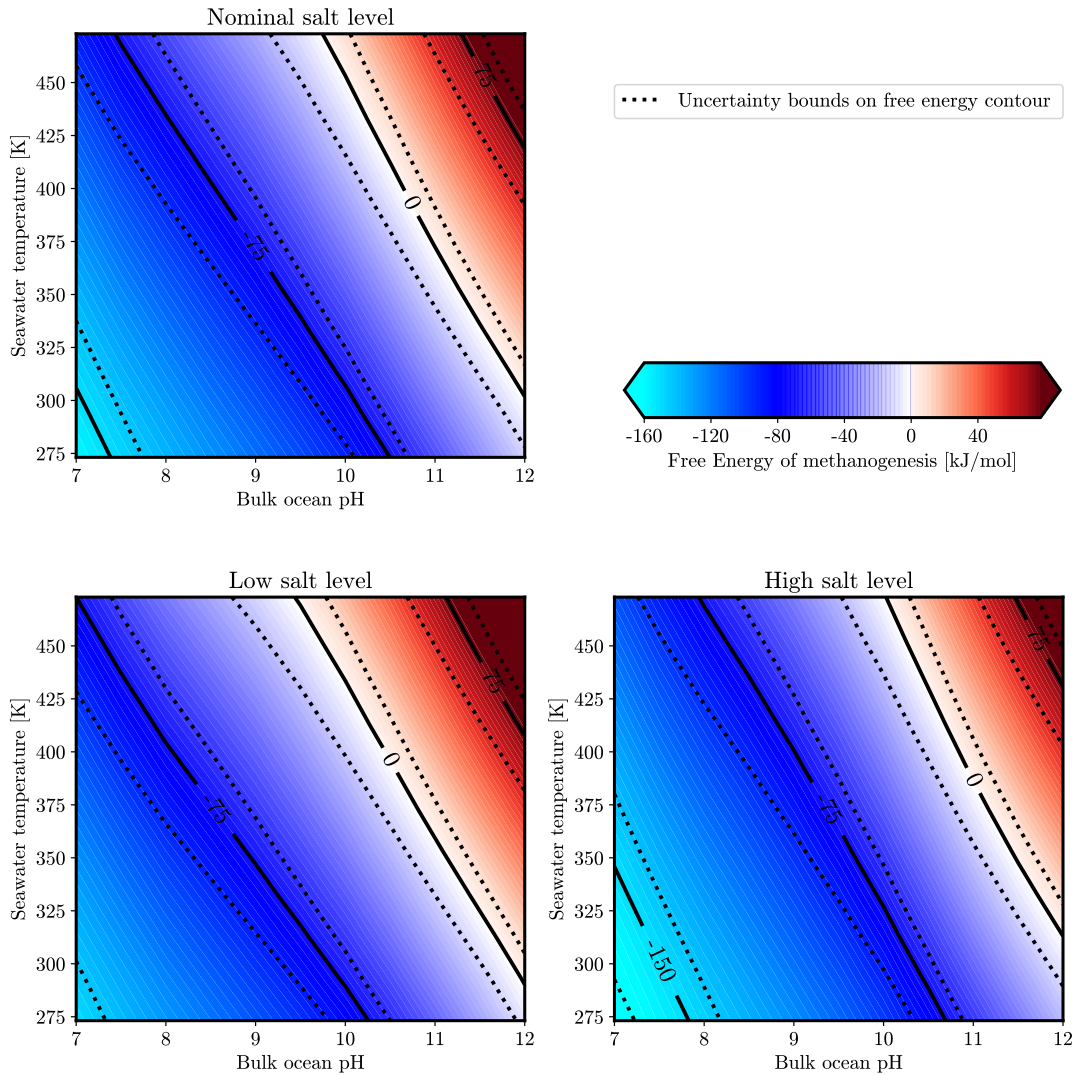 Nominal salt level
Seawater temperature [K]
450
425
400
375
350
325
300
275
7 8 9 10 11 12
Bulk ocean pH
-75
0
75
Uncertainty bounds on free energy contour
-160 -120 -80 -40 0 40
Free Energy of methanogenesis [kJ/mol]
Low salt level
Seawater temperature [K]
450
425
400
375
350
325
300
275
7 8 9 10 11 12
Bulk ocean pH
-75
0
75
High salt level
Seawater temperature [K]
450
425
400
375
350
325
300
275
7 8 9 10 11 12
Bulk ocean pH
-150
-75
0
75